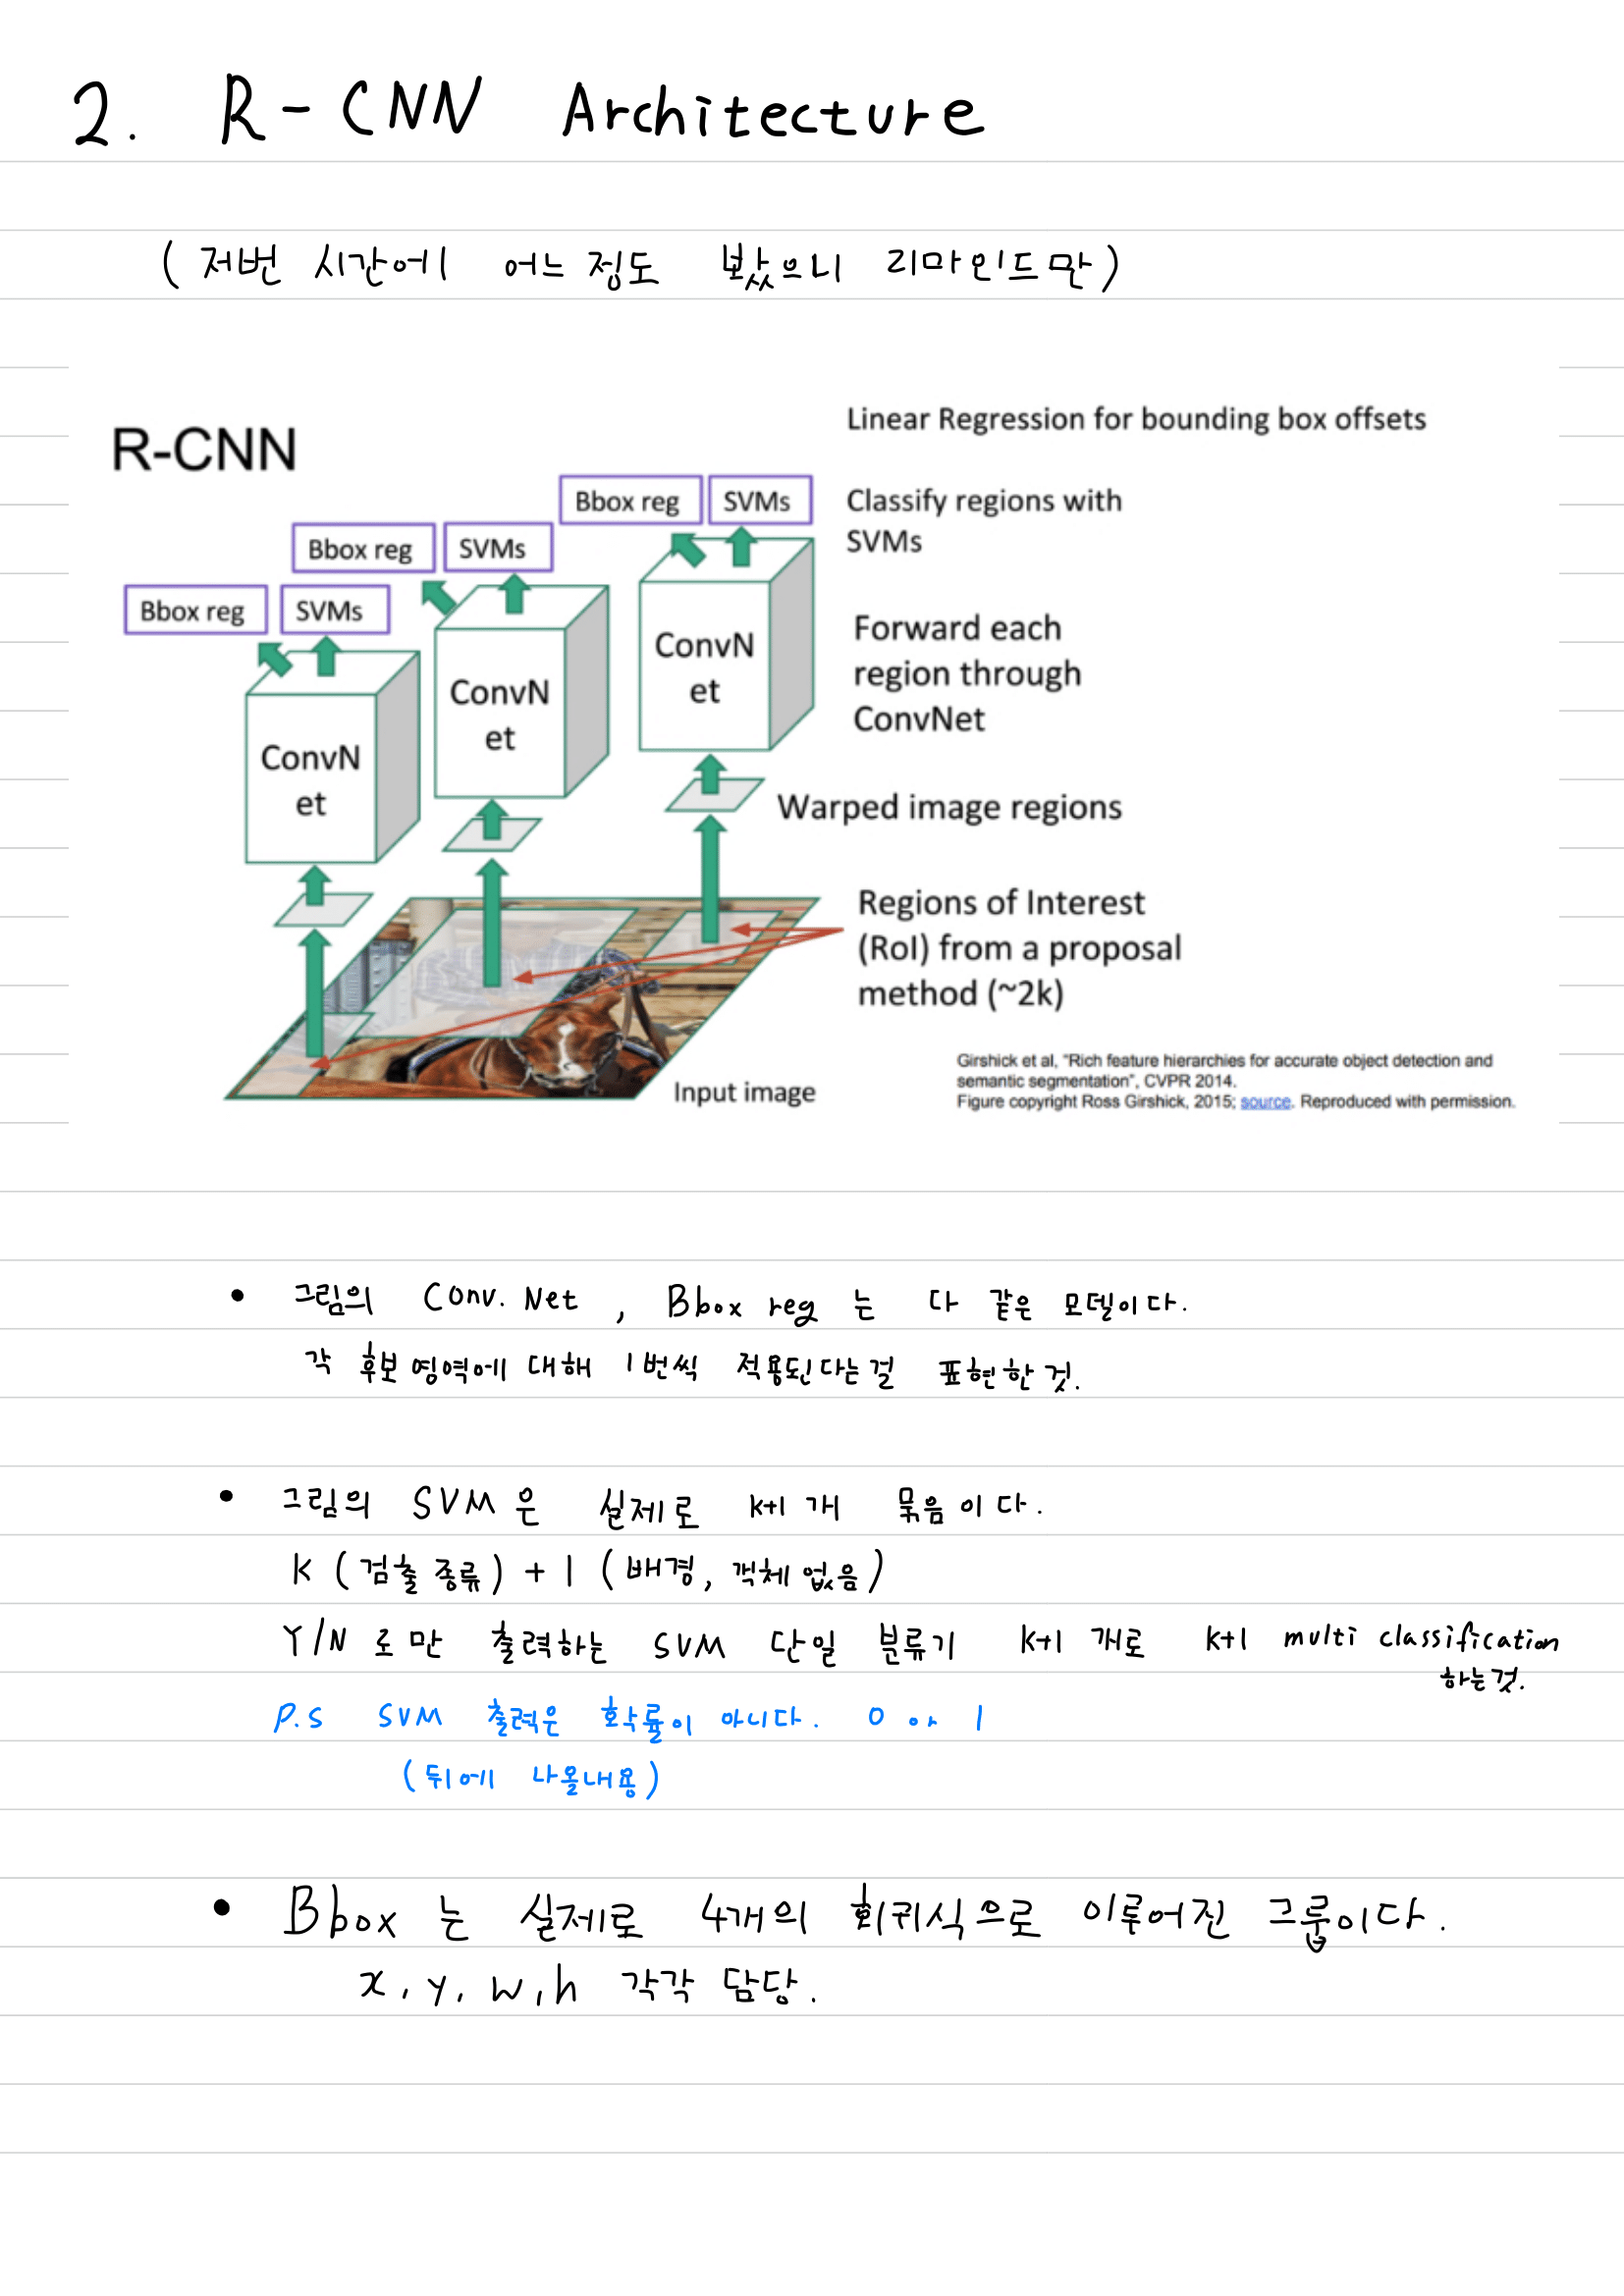 2. R-CNN Architecture
(저번 시간에 어느정도 봤으니 리마인드만)
R-CNN
Linear Regression for bounding box offsets
Bbox reg SVMs
Classify regions with
SVMs
Bbox reg SVMs
Bbox reg SVMs
Forward each
region through
ConvNet
ConvN
et
ConvN
et
ConvN
et
Warped image regions
Regions of Interest
(RoI) from a proposal
method (~2k)
Input image
Girshick et al, "Rich feature hierarchies for accurate object detection and
semantic segmentation", CVPR 2014.
Figure copyright Ross Girshick, 2015; source. Reproduced with permission.
• 그림의 Conv. Net, Bbox reg 는 다 같은 모델이다.
각 후보 영역에 대해 1번씩 적용된다는걸 표현한 것.
• 그림의 SVM은 실제로 K+1 개 묶음이다.
K (검출 종류) + 1 (배경, 객체 없음)
Y/N 로만 출력하는 SVM 단일 분류기 K+1 개로 K+1 multi classification
하는것.
P.S SVM 출력은 확률이 아니다. 0 or 1
(뒤에 나올내용)
• Bbox 는 실제로 4개의 회귀식으로 이루어진 그룹이다.
x, y, w, h 각각 담당.